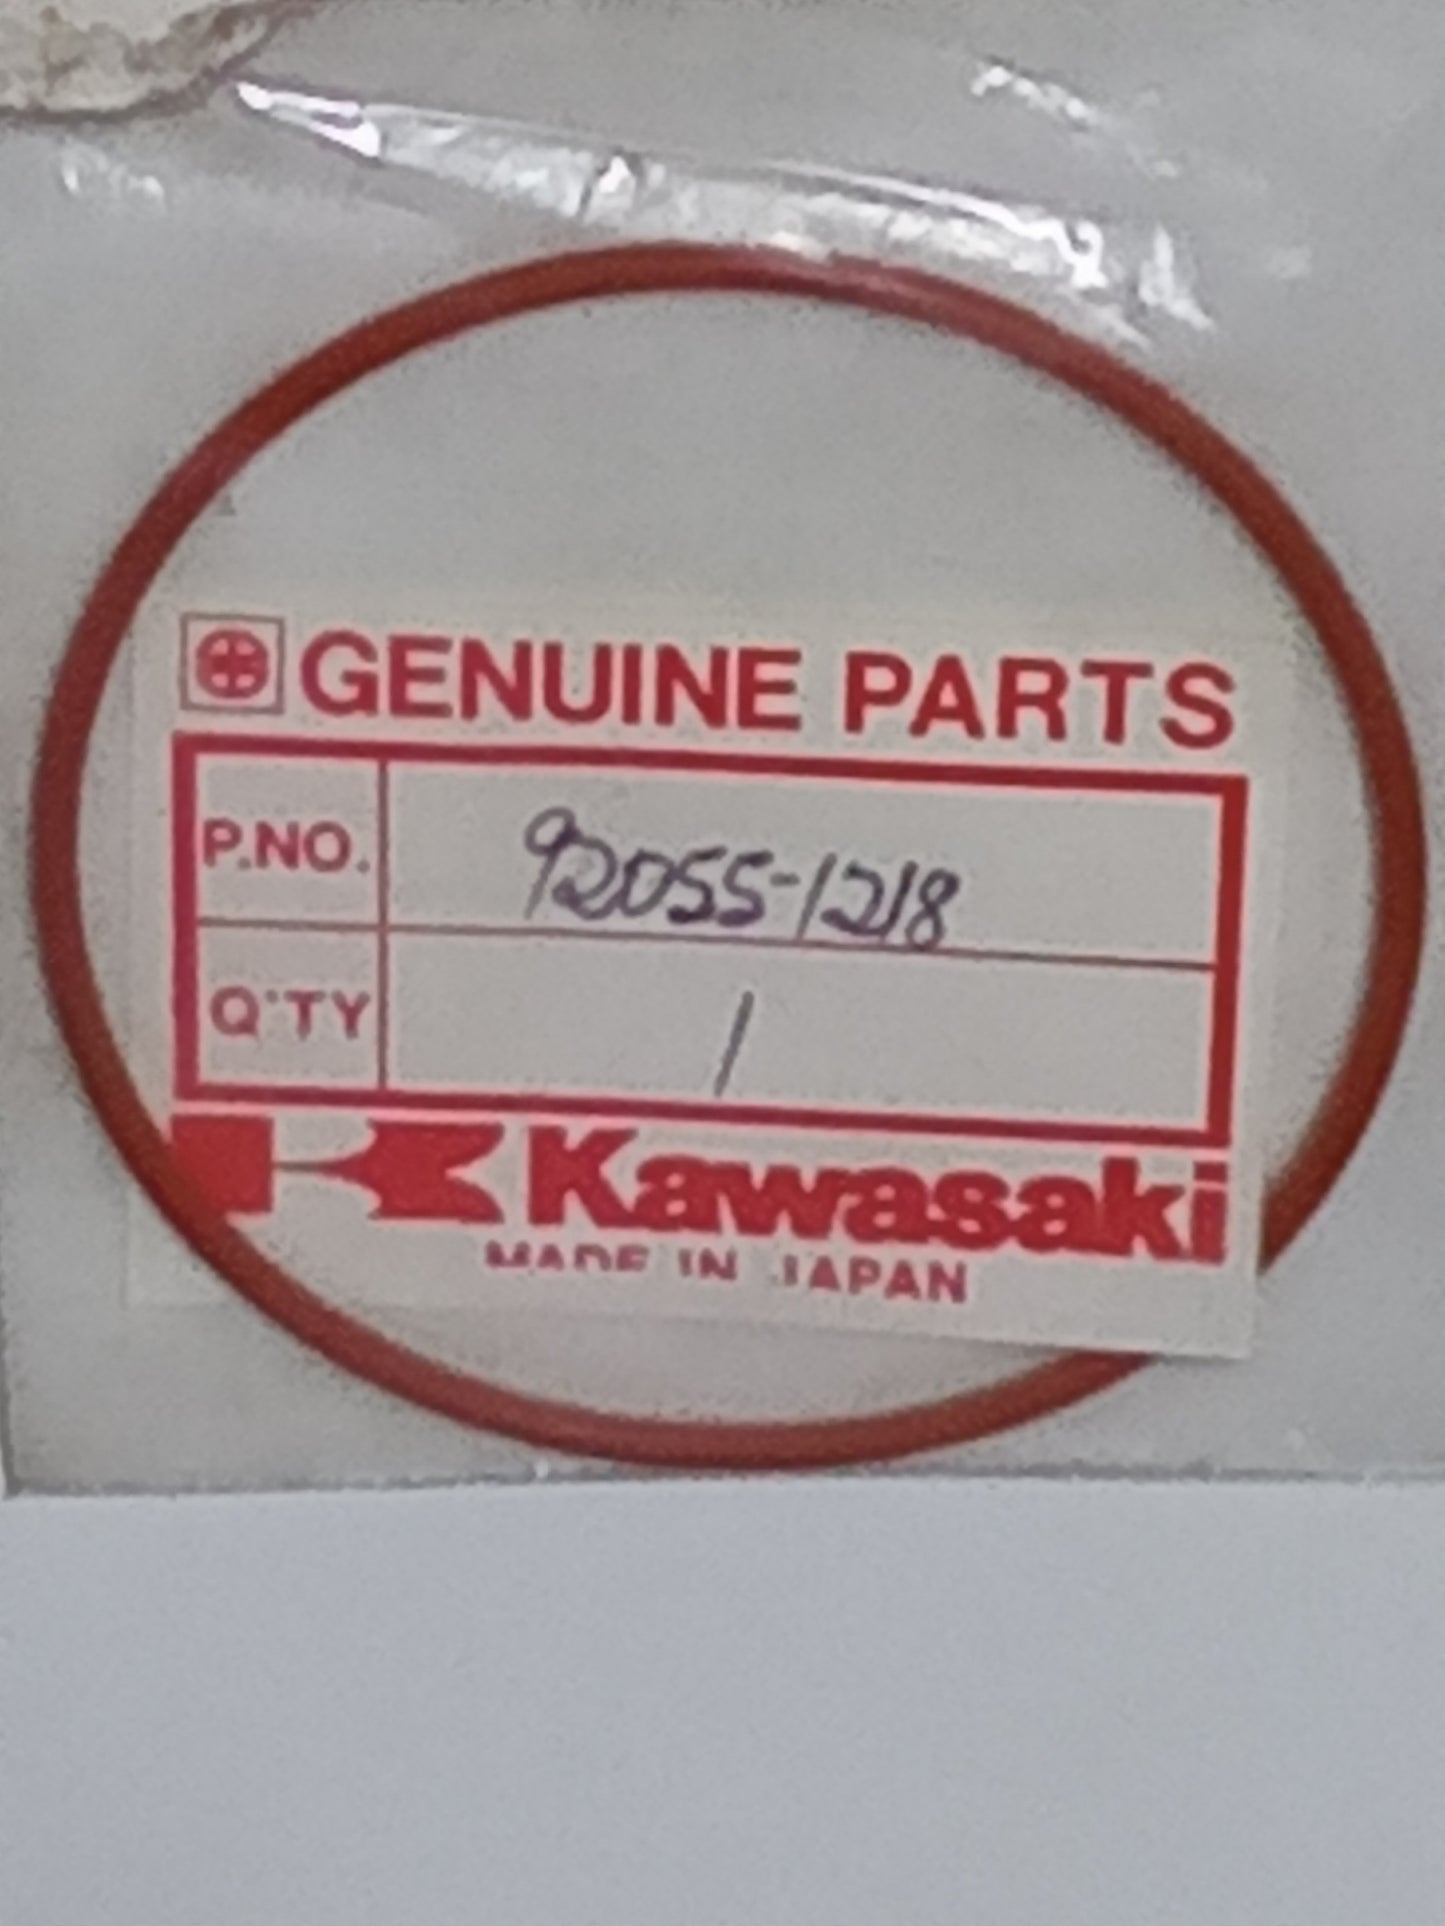 GENUINE PARTS
P.NO. 92055-1218
Q'TY 1
Kawasaki
MADE IN JAPAN